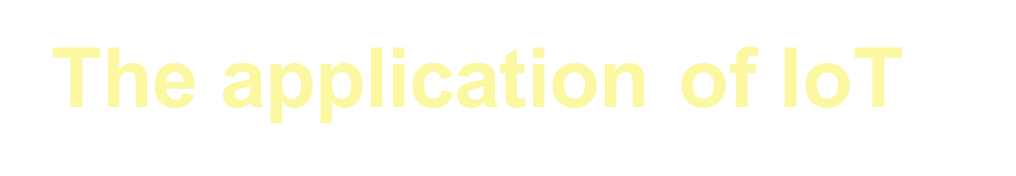 The application of IoT